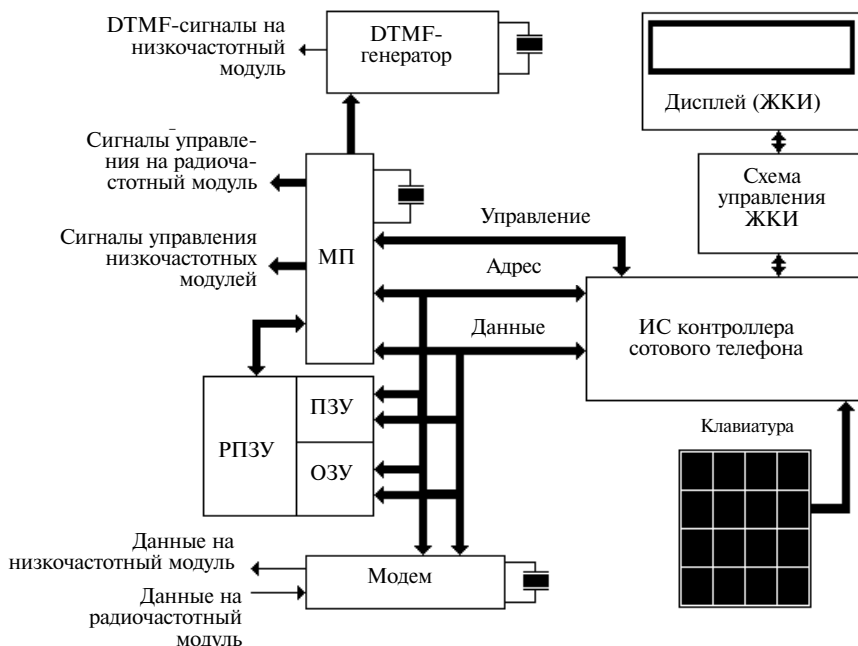 DTMF-сигналы на
низкочастотный
модуль
DTMF-
генератор
Дисплей (ЖКИ)
Сигналы управле-
ния на радиоча-
стотный модуль
Схема
управления
ЖКИ
Управление
Сигналы управления
низкочастотных
модулей
МП
Адрес
Данные
ИС контроллера
сотового телефона
ПЗУ
РПЗУ
ОЗУ
Клавиатура
Данные на
низкочастотный модуль
Модем
Данные на
радиочастотный
модуль